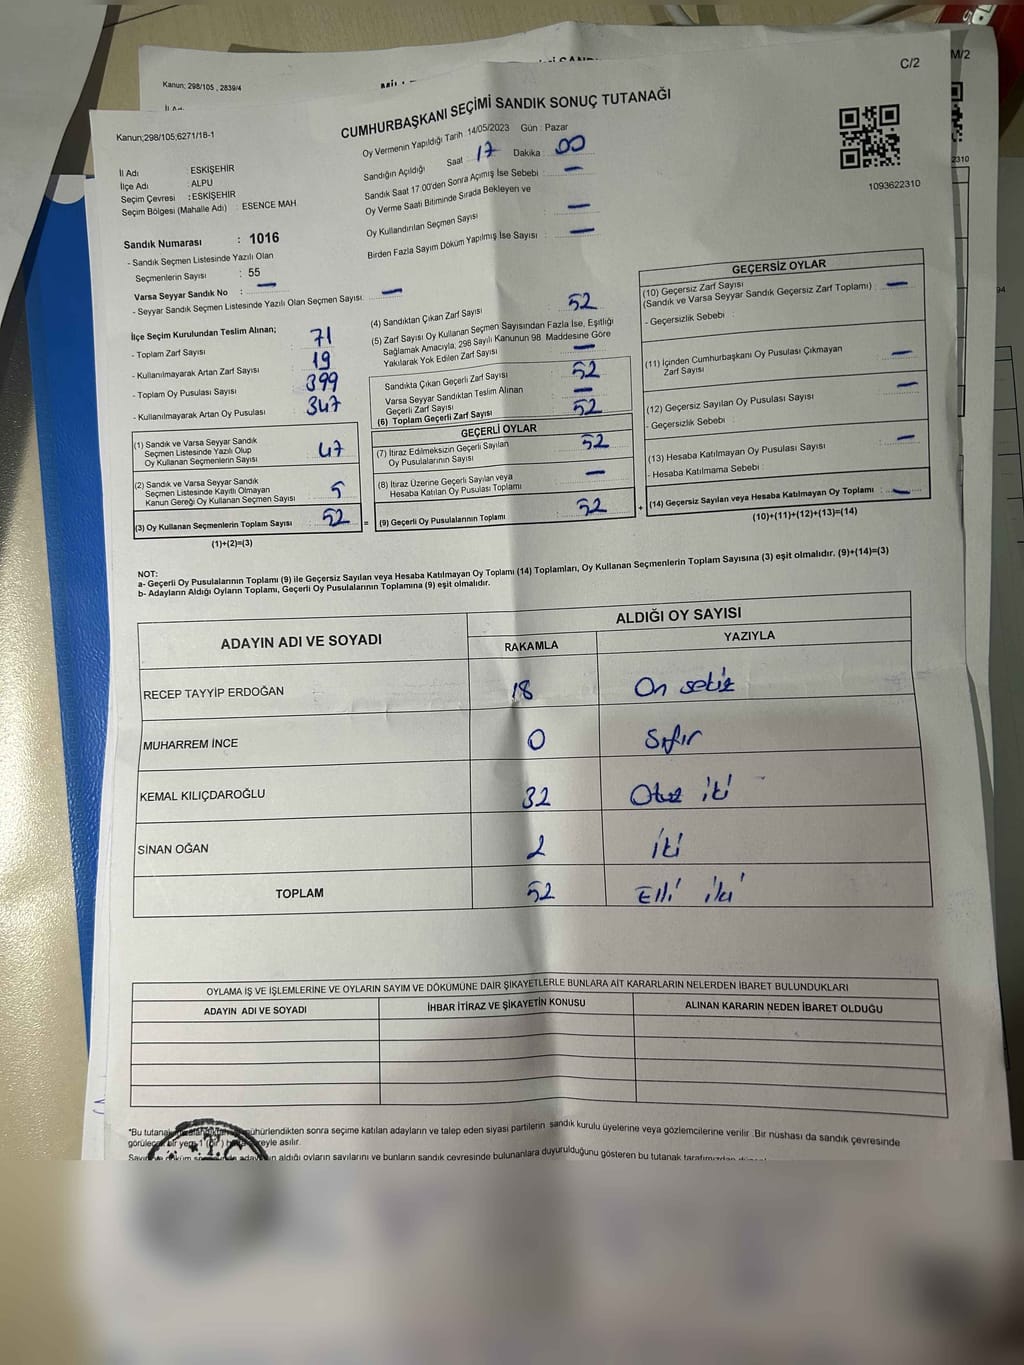 Kanun; 298/105 , 2839/4
M/2
C/2
Kanun;298/105;6271/18-1
CUMHURBAŞKANI SEÇİMİ SANDIK SONUÇ TUTANAĞI
Oy Vermenin Yapıldığı Tarih 14/05/2023 Gün : Pazar
Sandığın Açıldığı Saat 17 Dakika 00
Sandık Saat 17 00'den Sonra Açımış İse Sebebi : —
Oy Verme Saati Bitiminde Sırada Bekleyen ve
Oy Kullandırılan Seçmen Sayısı —
Birden Fazla Sayım Döküm Yapılmış İse Sayısı : —
2310
1093622310
İl Adı : ESKİŞEHİR
İlçe Adı : ALPU
Seçim Çevresi : ESKİŞEHİR
Seçim Bölgesi (Mahalle Adı) : ESENCE MAH
Sandık Numarası : 1016
- Sandık Seçmen Listesinde Yazılı Olan
Seçmenlerin Sayısı : 55
Varsa Seyyar Sandık No : —
- Seyyar Sandık Seçmen Listesinde Yazılı Olan Seçmen Sayısı. —
İlçe Seçim Kurulundan Teslim Alınan;
- Toplam Zarf Sayısı 71
- Kullanılmayarak Artan Zarf Sayısı 19
- Toplam Oy Pusulası Sayısı 399
- Kullanılmayarak Artan Oy Pusulası 347
(1) Sandık ve Varsa Seyyar Sandık
Seçmen Listesinde Yazılı Olup
Oy Kullanan Seçmenlerin Sayısı 47
(2) Sandık ve Varsa Seyyar Sandık
Seçmen Listesinde Kayıtlı Olmayan
Kanun Gereği Oy Kullanan Seçmen Sayısı 5
(3) Oy Kullanan Seçmenlerin Toplam Sayısı 52 =
(1)+(2)=(3)
(4) Sandıktan Çıkan Zarf Sayısı 52
(5) Zarf Sayısı Oy Kullanan Seçmen Sayısından Fazla İse, Eşitliği
Sağlamak Amacıyla, 298 Sayılı Kanunun 98. Maddesine Göre
Yakılarak Yok Edilen Zarf Sayısı —
Sandıkta Çıkan Geçerli Zarf Sayısı 52
Varsa Seyyar Sandıktan Teslim Alınan
Geçerli Zarf Sayısı —
(6) Toplam Geçerli Zarf Sayısı 52
GEÇERLİ OYLAR
(7) İtiraz Edilmeksizin Geçerli Sayılan
Oy Pusulalarının Sayısı 52
(8) İtiraz Üzerine Geçerli Sayılan veya
Hesaba Katılan Oy Pusulası Toplamı —
(9) Geçerli Oy Pusulalarının Toplamı 52 +
GEÇERSİZ OYLAR
(10) Geçersiz Zarf Sayısı
(Sandık ve Varsa Seyyar Sandık Geçersiz Zarf Toplamı) : —
- Geçersizlik Sebebi :
(11) İçinden Cumhurbaşkanı Oy Pusulası Çıkmayan
Zarf Sayısı —
(12) Geçersiz Sayılan Oy Pusulası Sayısı —
- Geçersizlik Sebebi :
(13) Hesaba Katılmayan Oy Pusulası Sayısı —
- Hesaba Katılmama Sebebi :
(14) Geçersiz Sayılan veya Hesaba Katılmayan Oy Toplamı : —
(10)+(11)+(12)+(13)=(14)
NOT:
a- Geçerli Oy Pusulalarının Toplamı (9) ile Geçersiz Sayılan veya Hesaba Katılmayan Oy Toplamı (14) Toplamları, Oy Kullanan Seçmenlerin Toplam Sayısına (3) eşit olmalıdır. (9)+(14)=(3)
b- Adayların Aldığı Oyların Toplamı, Geçerli Oy Pusulalarının Toplamına (9) eşit olmalıdır.
ADAYIN ADI VE SOYADI
ALDIĞI OY SAYISI
RAKAMLA YAZIYLA
RECEP TAYYİP ERDOĞAN 18 On sekiz
MUHARREM İNCE 0 Sıfır
KEMAL KILIÇDAROĞLU 32 Otuz iki
SİNAN OĞAN 2 iki
TOPLAM 52 Elli iki
OYLAMA İŞ VE İŞLEMLERİNE VE OYLARIN SAYIM VE DÖKÜMÜNE DAİR ŞİKAYETLERLE BUNLARA AİT KARARLARIN NELERDEN İBARET BULUNDUKLARI
ADAYIN ADI VE SOYADI
İHBAR İTİRAZ VE ŞİKAYETİN KONUSU
ALINAN KARARIN NEDEN İBARET OLDUĞU
*Bu tutanak mühürlendikten sonra seçime katılan adayların ve talep eden siyasi partilerin sandık kurulu üyelerine veya gözlemcilerine verilir. Bir nüshası da sandık çevresinde
görülecek bir yere 1 (bir) süreyle asılır.
aldığı oyların sayılarını ve bunların sandık çevresinde bulunanlara duyurulduğunu gösteren bu tutanak tarafımızdan